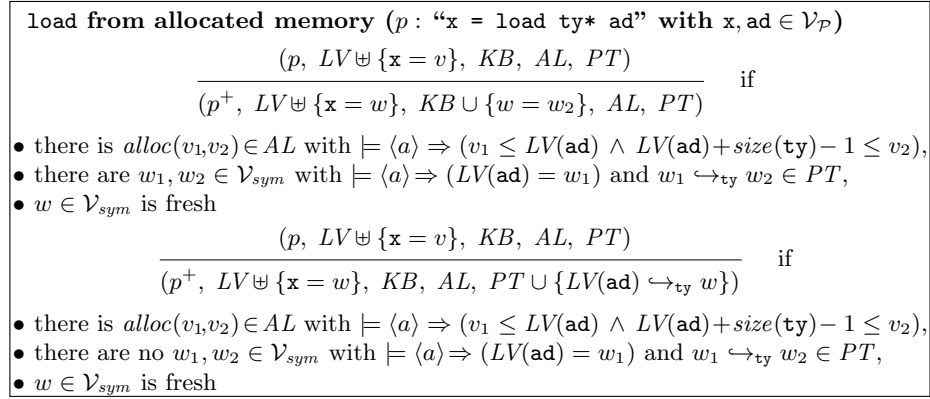 load from allocated memory (p : “x = load ty* ad” with x, ad ∈ 𝒱_𝒫)
(p, LV ⊎ {x = v}, KB, AL, PT)
(p⁺, LV ⊎ {x = w}, KB ∪ {w = w₂}, AL, PT)
if
• there is alloc(v₁,v₂) ∈ AL with ⊨ ⟨a⟩ ⇒ (v₁ ≤ LV(ad) ∧ LV(ad)+size(ty)− 1 ≤ v₂),
• there are w₁, w₂ ∈ 𝒱_sym with ⊨ ⟨a⟩ ⇒ (LV(ad) = w₁) and w₁ ↪_ty w₂ ∈ PT,
• w ∈ 𝒱_sym is fresh
(p, LV ⊎ {x = v}, KB, AL, PT)
(p⁺, LV ⊎ {x = w}, KB, AL, PT ∪ {LV(ad) ↪_ty w})
if
• there is alloc(v₁,v₂) ∈ AL with ⊨ ⟨a⟩ ⇒ (v₁ ≤ LV(ad) ∧ LV(ad)+size(ty)− 1 ≤ v₂),
• there are no w₁, w₂ ∈ 𝒱_sym with ⊨ ⟨a⟩ ⇒ (LV(ad) = w₁) and w₁ ↪_ty w₂ ∈ PT,
• w ∈ 𝒱_sym is fresh